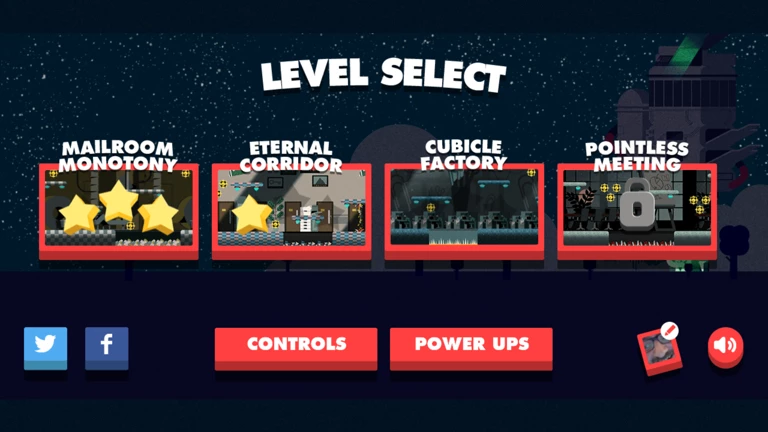 LEVEL SELECT
MAILROOM
MONOTONY
ETERNAL
CORRIDOR
CUBICLE
FACTORY
POINTLESS
MEETING
CONTROLS
POWER UPS